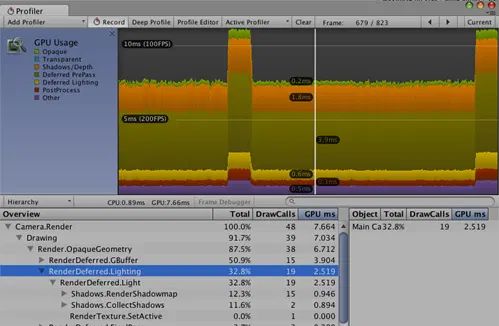 Profiler
Add Profiler Record Deep Profile Profile Editor Active Profiler Clear Frame: 679 / 823 Current
GPU Usage
Opaque
Transparent
Shadows/Depth
Deferred PrePass
Deferred Lighting
PostProcess
Other
10ms (100FPS)
0.2ms
1.8ms
5ms (200FPS)
3.9ms
0.6ms
0.5ms
Hierarchy CPU:0.89ms GPU:7.66ms Frame Debugger
Overview Total DrawCalls GPU ms Object Total DrawCalls GPU ms
Camera.Render 100.0% 48 7.664 Main Ca 32.8% 19 2.519
Drawing 91.7% 39 7.034
Render.OpaqueGeometry 87.5% 38 6.712
RenderDeferred.GBuffer 50.9% 15 3.904
RenderDeferred.Lighting 32.8% 19 2.519
RenderDeferred.Light 32.8% 19 2.519
Shadows.RenderShadowmap 12.3% 15 0.946
Shadows.CollectShadows 11.6% 2 0.894
RenderTexture.SetActive 0.0% 1 0.000